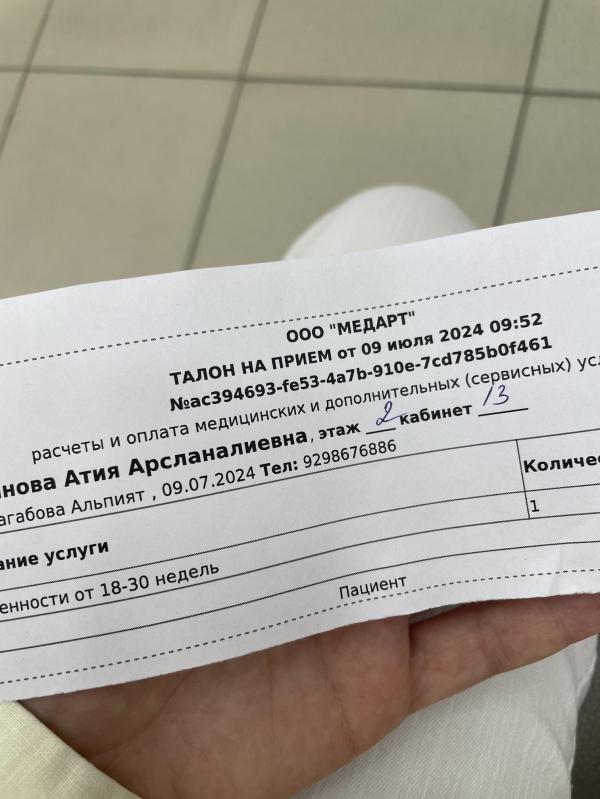 ООО "МЕДАРТ"
ТАЛОН НА ПРИЕМ от 09 июля 2024 09:52
№ac394693-fe53-4a7b-910e-7cd785b0f461
расчеты и оплата медицинских и дополнительных (сервисных) усл
нова Атия Арсланалиевна, этаж 2 кабинет 13
агабова Альпият , 09.07.2024 Тел: 9298676886
ание услуги Количес
енности от 18-30 недель 1
Пациент